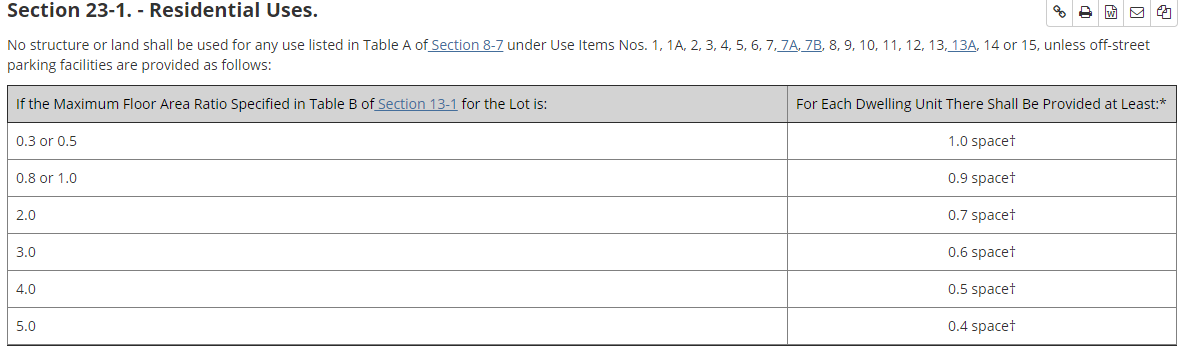 Section 23-1. - Residential Uses.
No structure or land shall be used for any use listed in Table A of Section 8-7 under Use Items Nos. 1, 1A, 2, 3, 4, 5, 6, 7, 7A, 7B, 8, 9, 10, 11, 12, 13, 13A, 14 or 15, unless off-street
parking facilities are provided as follows:
If the Maximum Floor Area Ratio Specified in Table B of Section 13-1 for the Lot is: For Each Dwelling Unit There Shall Be Provided at Least:*
0.3 or 0.5 1.0 space†
0.8 or 1.0 0.9 space†
2.0 0.7 space†
3.0 0.6 space†
4.0 0.5 space†
5.0 0.4 space†